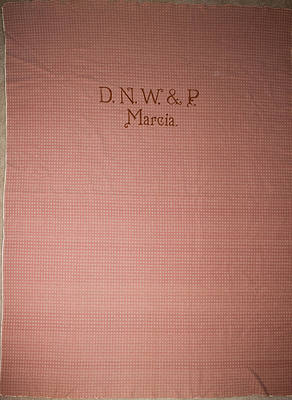 D. N. W. & P.
Marcia.